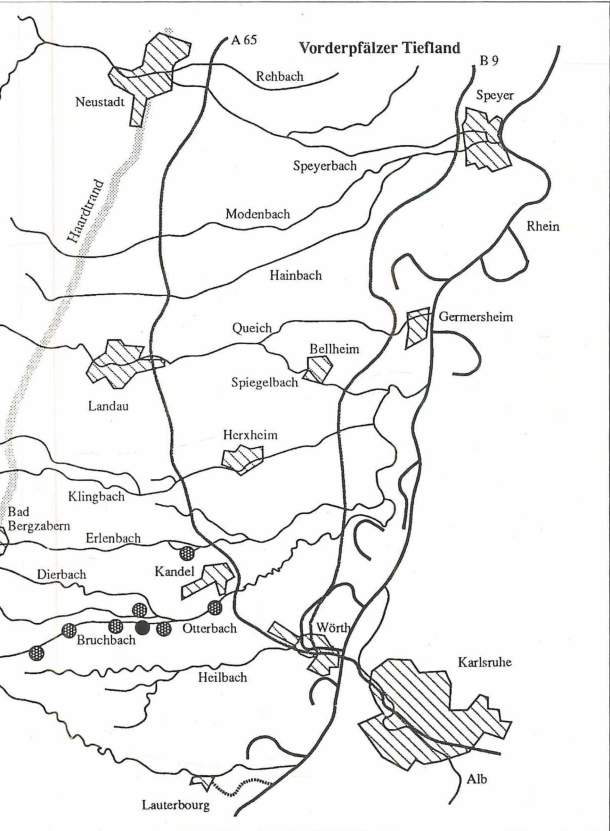 A 65
Vorderpfälzer Tiefland
B 9
Rehbach
Speyer
Neustadt
Speyerbach
Haardtrand
Modenbach
Rhein
Hainbach
Queich
Germersheim
Bellheim
Spiegelbach
Landau
Herxheim
Klingbach
Bad
Bergzabern
Erlenbach
Kandel
Dierbach
Otterbach
Wörth
Bruchbach
Karlsruhe
Heilbach
Alb
Lauterbourg